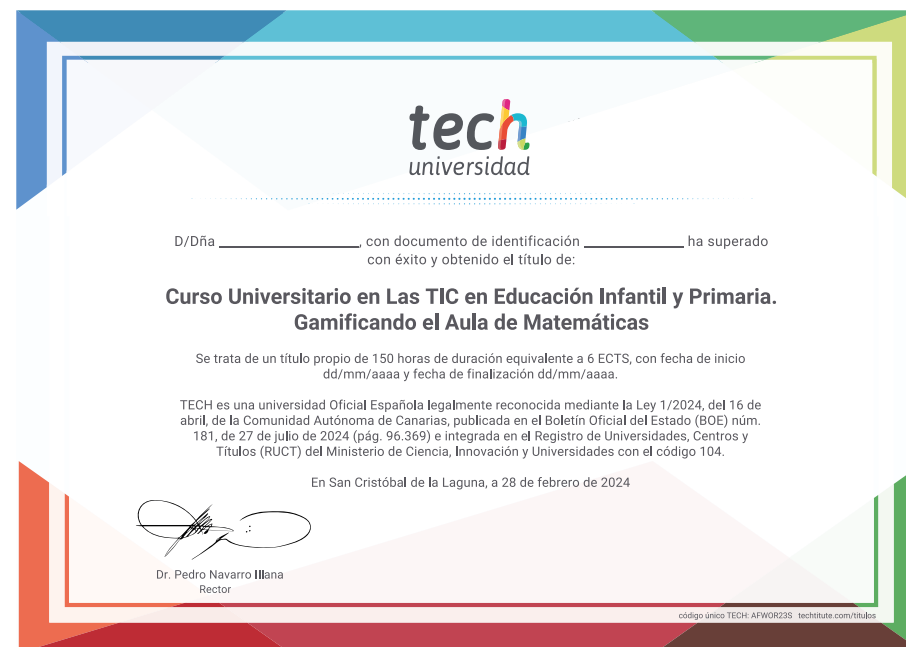 tech
universidad
D/Dña ____________, con documento de identificación ____________ ha superado
con éxito y obtenido el título de:
Curso Universitario en Las TIC en Educación Infantil y Primaria.
Gamificando el Aula de Matemáticas
Se trata de un título propio de 150 horas de duración equivalente a 6 ECTS, con fecha de inicio
dd/mm/aaaa y fecha de finalización dd/mm/aaaa.
TECH es una universidad Oficial Española legalmente reconocida mediante la Ley 1/2024, del 16 de
abril, de la Comunidad Autónoma de Canarias, publicada en el Boletín Oficial del Estado (BOE) núm.
181, de 27 de julio de 2024 (pág. 96.369) e integrada en el Registro de Universidades, Centros y
Títulos (RUCT) del Ministerio de Ciencia, Innovación y Universidades con el código 104.
En San Cristóbal de la Laguna, a 28 de febrero de 2024
Dr. Pedro Navarro Illana
Rector
código único TECH: AFWOR23S techtitute.com/titulos